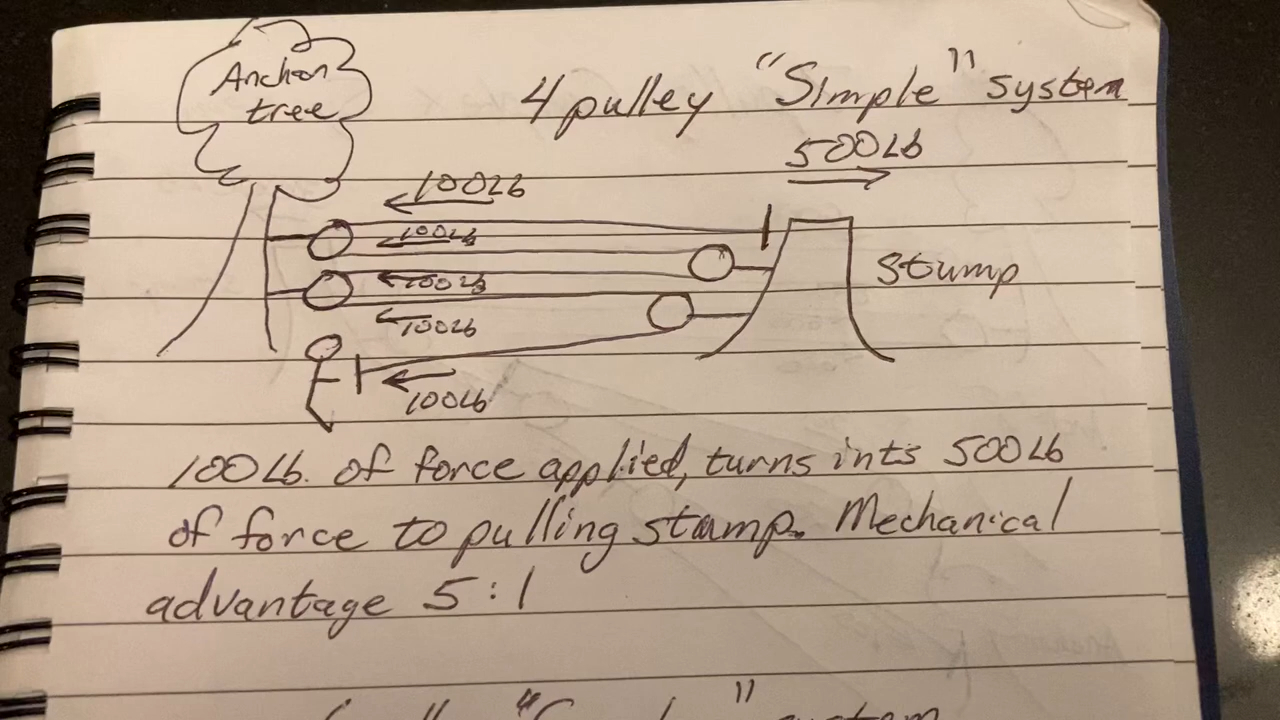 Anchor
tree
4 pulley "Simple" system
500Lb
100Lb
100Lb
100Lb
100Lb
Stump
100Lb
100Lb. of force applied, turns into 500Lb
of force to pulling stump. Mechanical
advantage 5:1
system